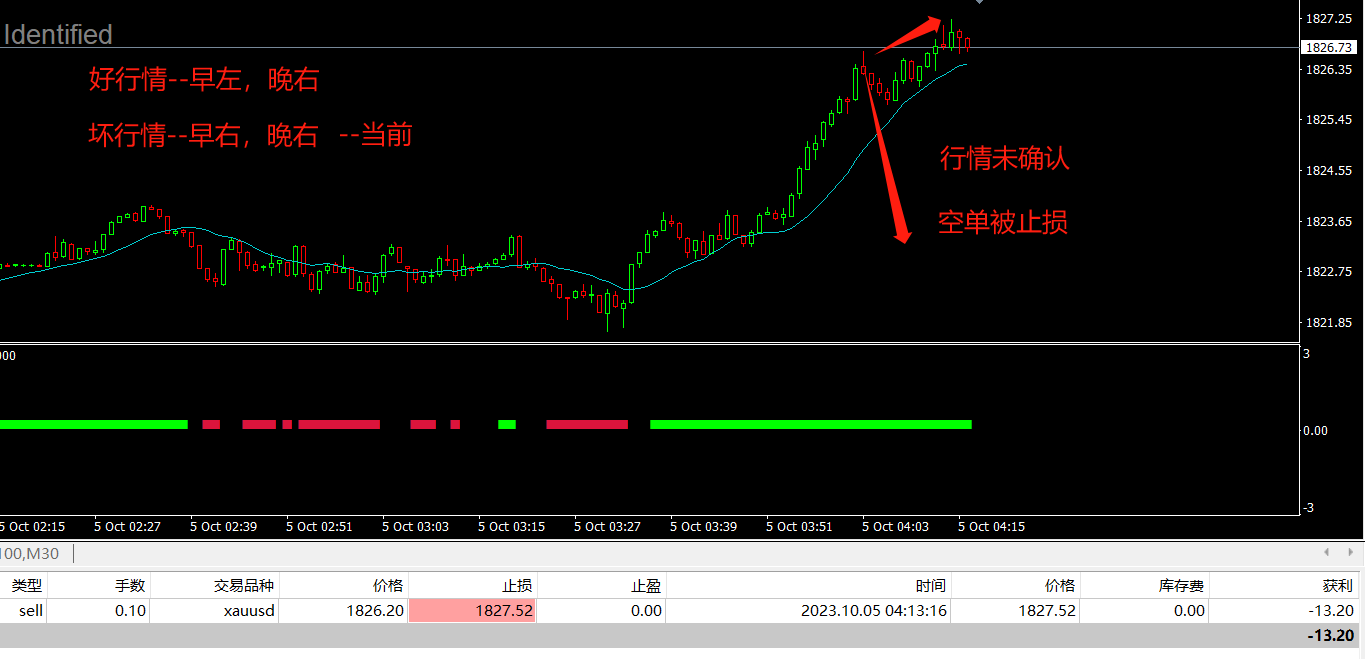 Identified
1827.25
1826.73
好行情--早左，晚右
1826.35
坏行情--早右，晚右 --当前
1825.45
行情未确认
1824.55
空单被止损
1823.65
1822.75
1821.85
000
3
0.00
-3
5 Oct 02:15 5 Oct 02:27 5 Oct 02:39 5 Oct 02:51 5 Oct 03:03 5 Oct 03:15 5 Oct 03:27 5 Oct 03:39 5 Oct 03:51 5 Oct 04:03 5 Oct 04:15
100,M30
类型 手数 交易品种 价格 止损 止盈 时间 价格 库存费 获利
sell 0.10 xauusd 1826.20 1827.52 0.00 2023.10.05 04:13:16 1827.52 0.00 -13.20
-13.20